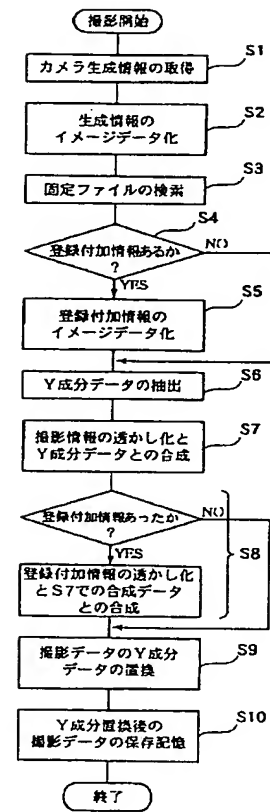 撮影開始
S1
カメラ生成情報の取得
S2
生成情報の
イメージデータ化
S3
固定ファイルの検索
S4
登録付加情報あるか
?
NO
YES
S5
登録付加情報の
イメージデータ化
S6
Y成分データの抽出
S7
撮影情報の透かし化と
Y成分データとの合成
登録付加情報あったか
?
NO
YES
S8
登録付加情報の透かし化
とS7での合成データ
との合成
S9
撮影データのY成分
データの置換
S10
Y成分置換後の
撮影データの保存記憶
終了